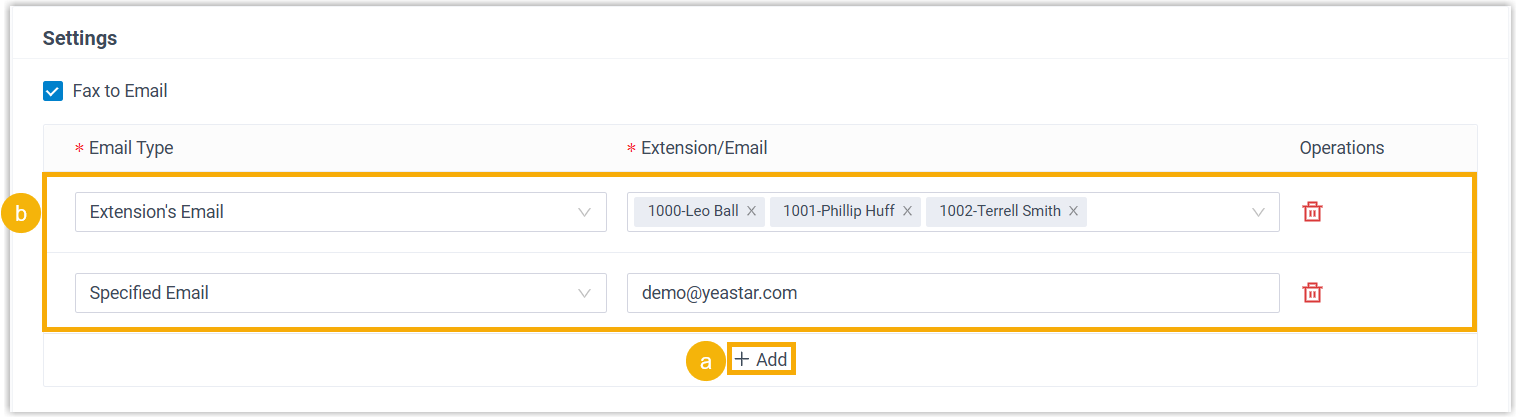 Settings
Fax to Email
* Email Type * Extension/Email Operations
b
Extension's Email 1000-Leo Ball X 1001-Phillip Huff X 1002-Terrell Smith X
Specified Email demo@yeastar.com
a + Add